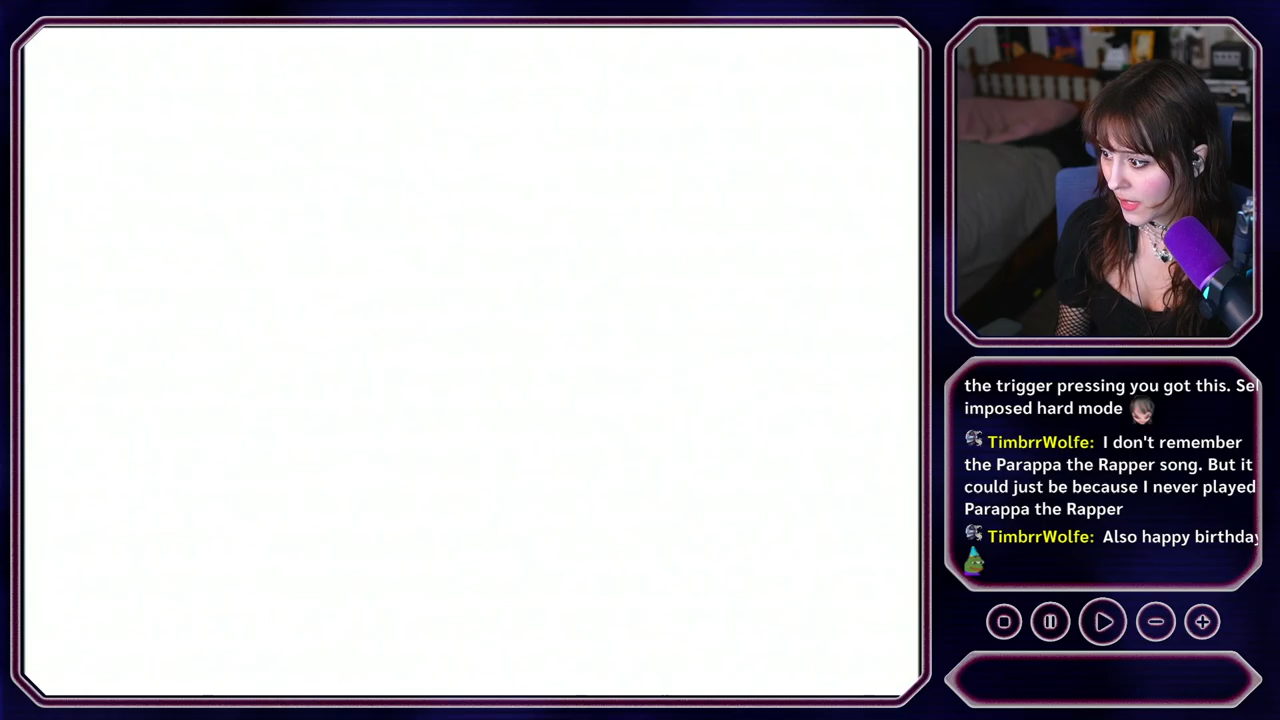 the trigger pressing you got this. Sel
imposed hard mode
TimbrrWolfe: I don't remember
the Parappa the Rapper song. But it
could just be because I never played
Parappa the Rapper
TimbrrWolfe: Also happy birthday